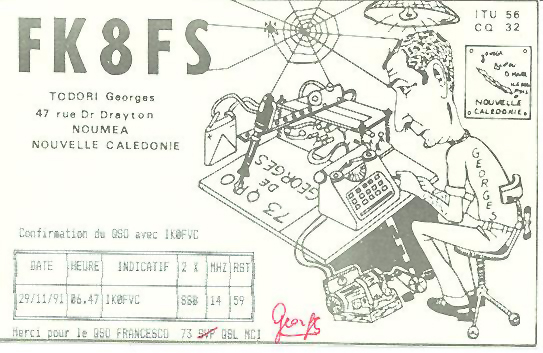 FK8FS
ITU 56
CQ 32
TODORI Georges
47 rue Dr Drayton
NOUMEA
NOUVELLE CALEDONIE
NOUVELLE
CALEDONIE
GEORGES
73 QRO
DE
GEORGES
Confirmation du QSO avec IK0FVC
DATE HEURE INDICATIF 2 X MHZ RST
29/11/91 06.47 IK0FVC SSB 14 59
Merci pour le QSO FRANCESCO 73 SVP QSL MCI
Georges